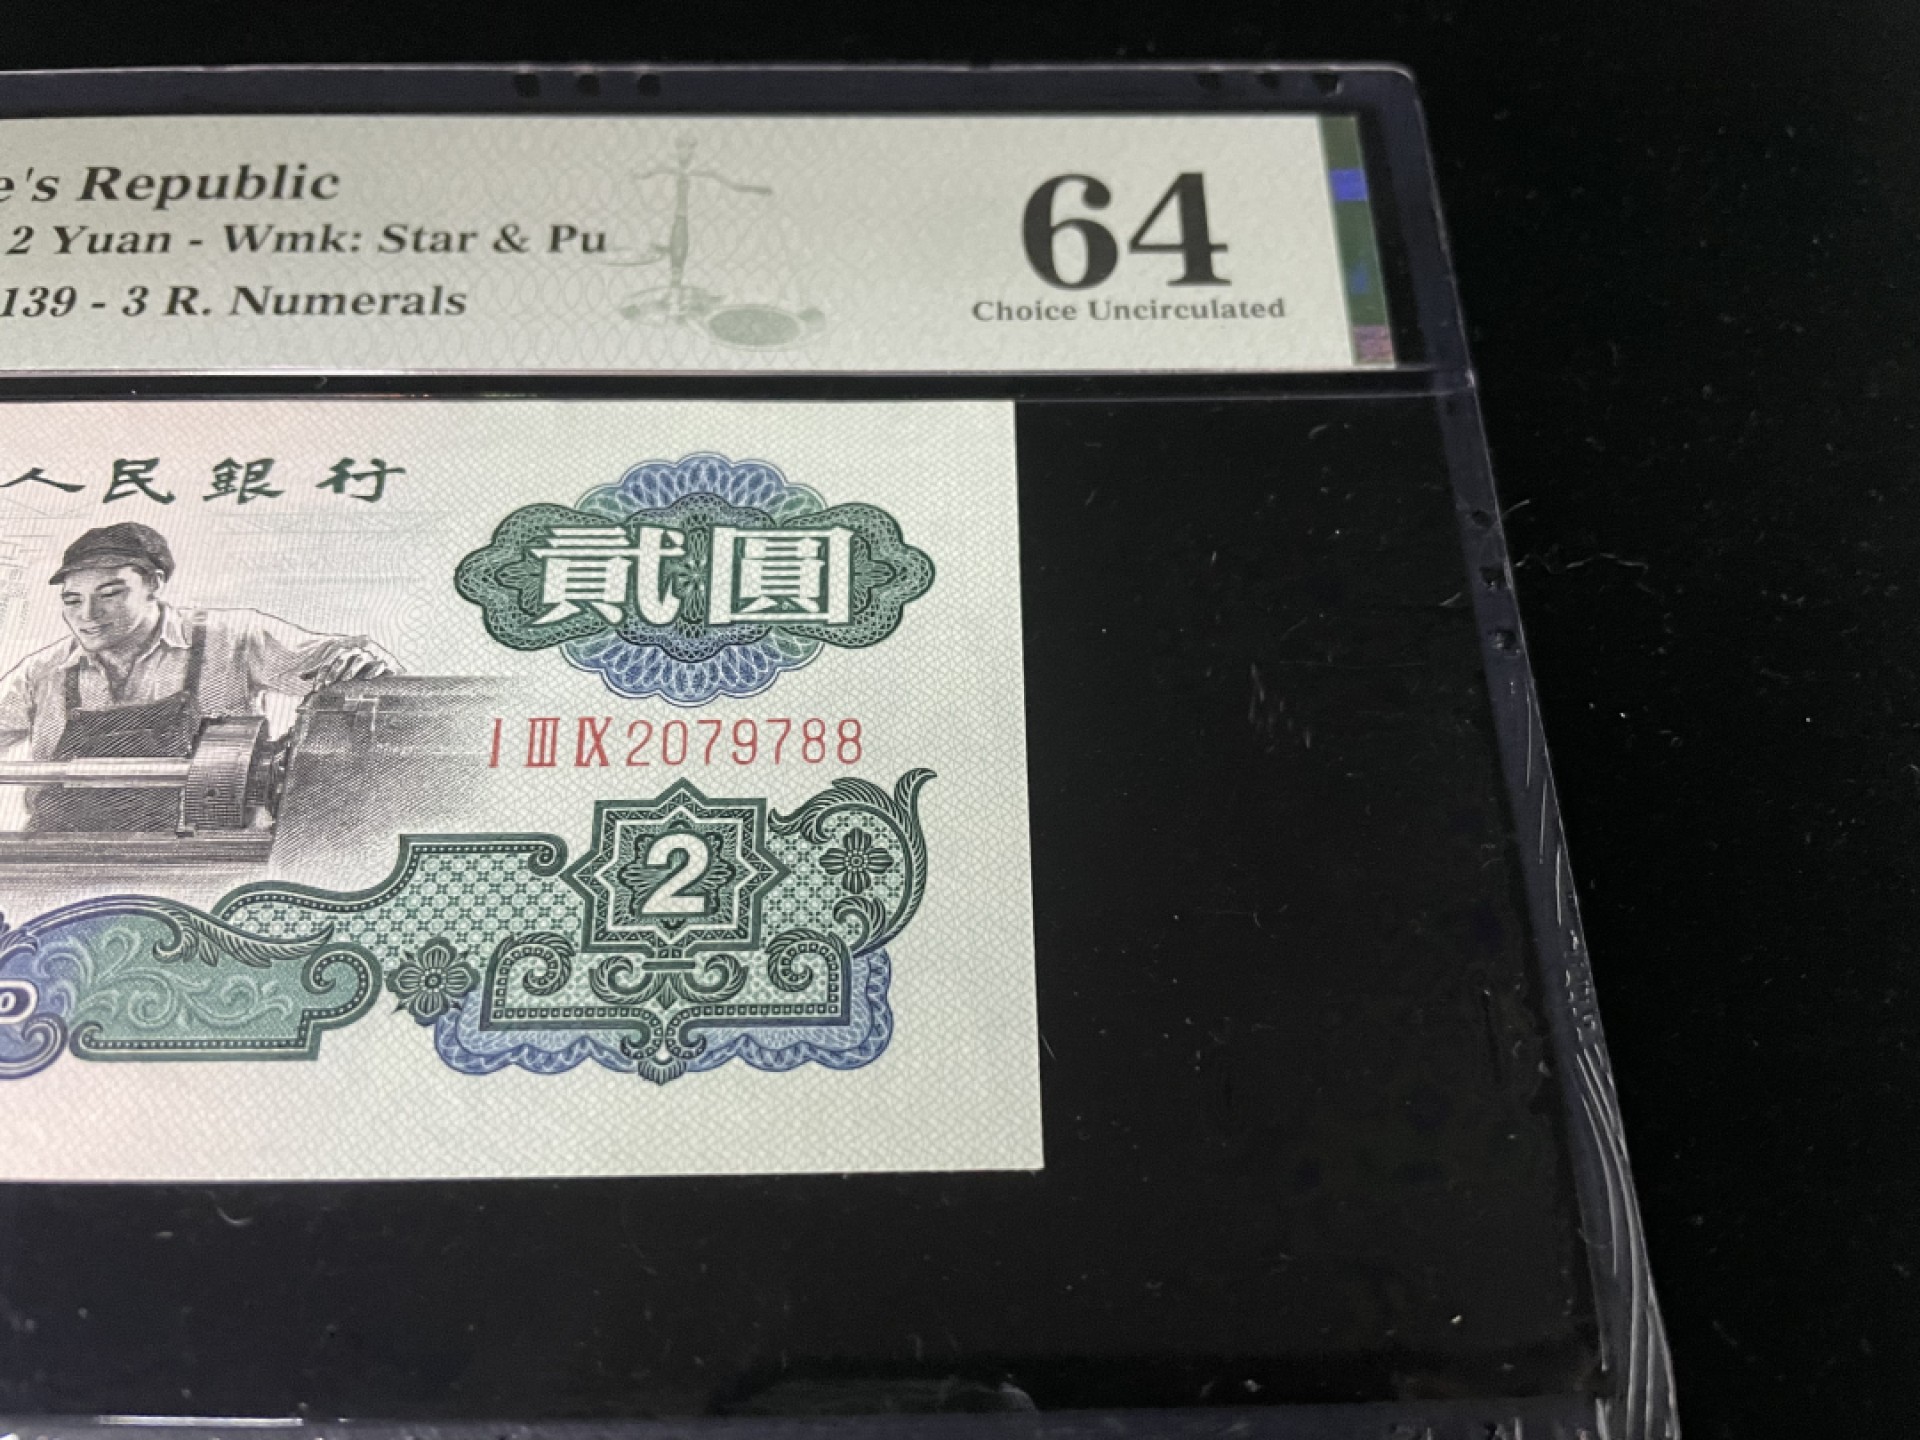 e's Republic
2 Yuan - Wmk: Star & Pu
139 - 3 R. Numerals
64
Choice Uncirculated
人民銀行
貳圓
I III IX 2079788
2